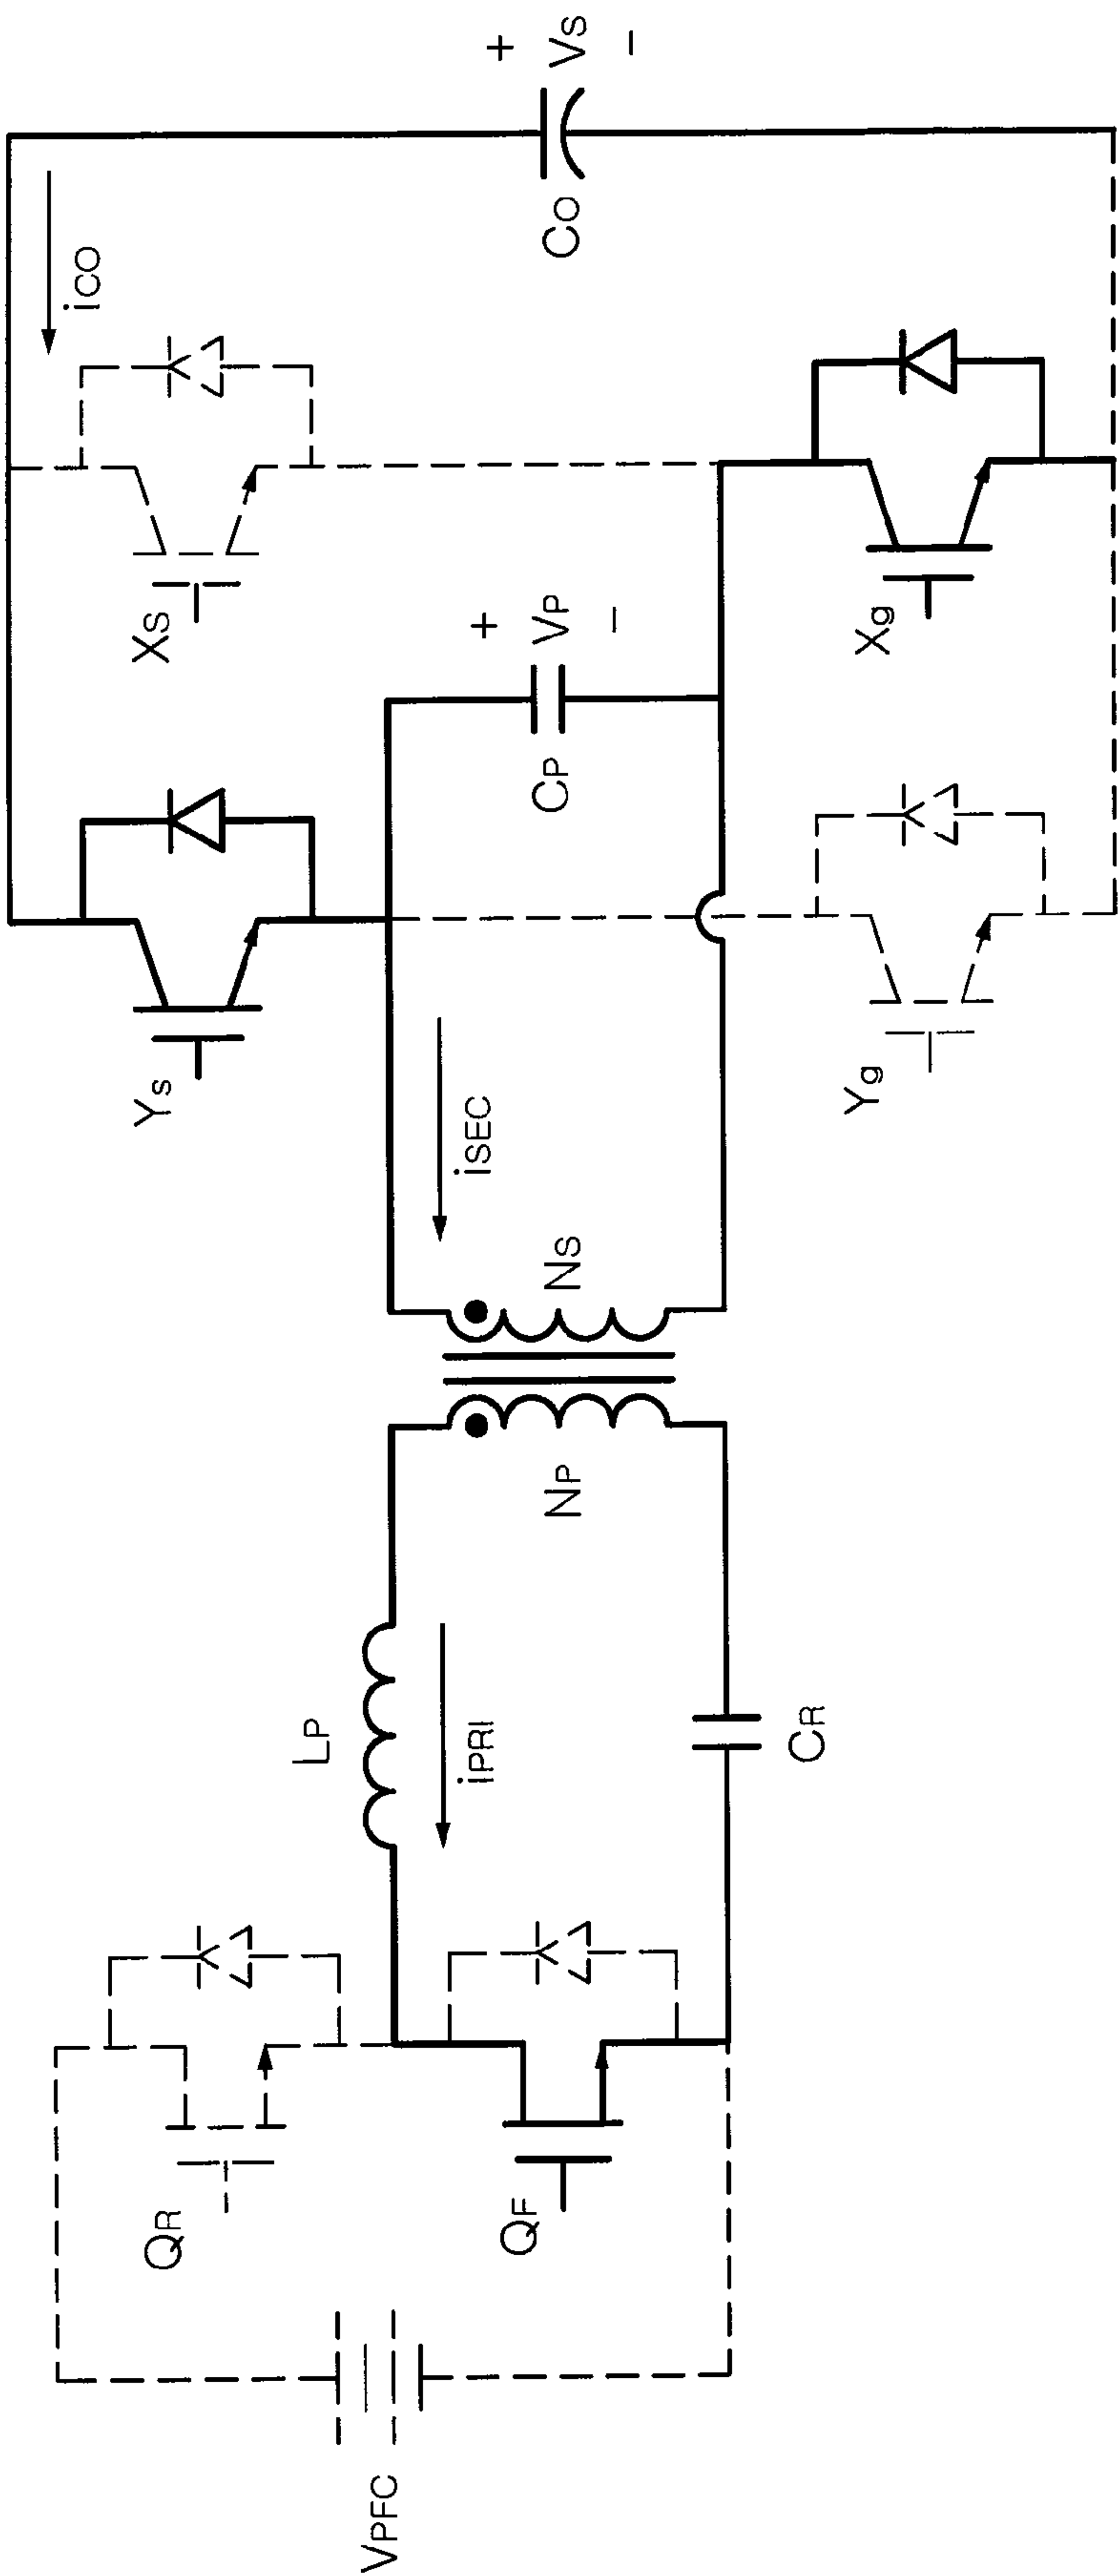 VPFC
QR
QF
LP
iPRI
CR
NP
NS
iSEC
YS
Yg
CP
+
VP
−
XS
Xg
iCO
CO
+
VS
−